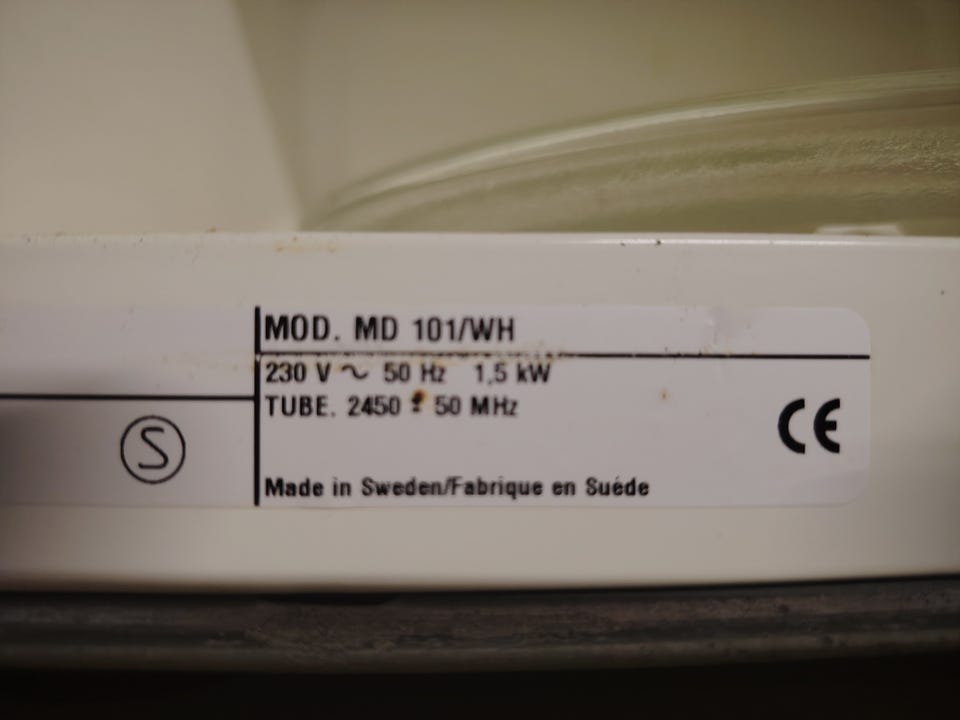 MOD. MD 101/WH
230 V ~ 50 Hz 1,5 kW
TUBE. 2450 ± 50 MHz
S
CE
Made in Sweden/Fabrique en Suéde